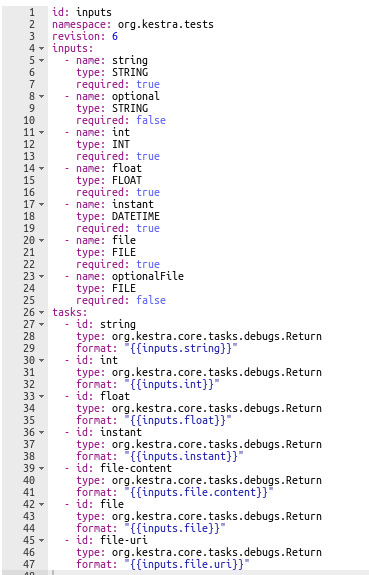 1 id: inputs
2 namespace: org.kestra.tests
3 revision: 6
4 inputs:
5   - name: string
6     type: STRING
7     required: true
8   - name: optional
9     type: STRING
10     required: false
11   - name: int
12     type: INT
13     required: true
14   - name: float
15     type: FLOAT
16     required: true
17   - name: instant
18     type: DATETIME
19     required: true
20   - name: file
21     type: FILE
22     required: true
23   - name: optionalFile
24     type: FILE
25     required: false
26 tasks:
27   - id: string
28     type: org.kestra.core.tasks.debugs.Return
29     format: "{{inputs.string}}"
30   - id: int
31     type: org.kestra.core.tasks.debugs.Return
32     format: "{{inputs.int}}"
33   - id: float
34     type: org.kestra.core.tasks.debugs.Return
35     format: "{{inputs.float}}"
36   - id: instant
37     type: org.kestra.core.tasks.debugs.Return
38     format: "{{inputs.instant}}"
39   - id: file-content
40     type: org.kestra.core.tasks.debugs.Return
41     format: "{{inputs.file.content}}"
42   - id: file
43     type: org.kestra.core.tasks.debugs.Return
44     format: "{{inputs.file}}"
45   - id: file-uri
46     type: org.kestra.core.tasks.debugs.Return
47     format: "{{inputs.file.uri}}"